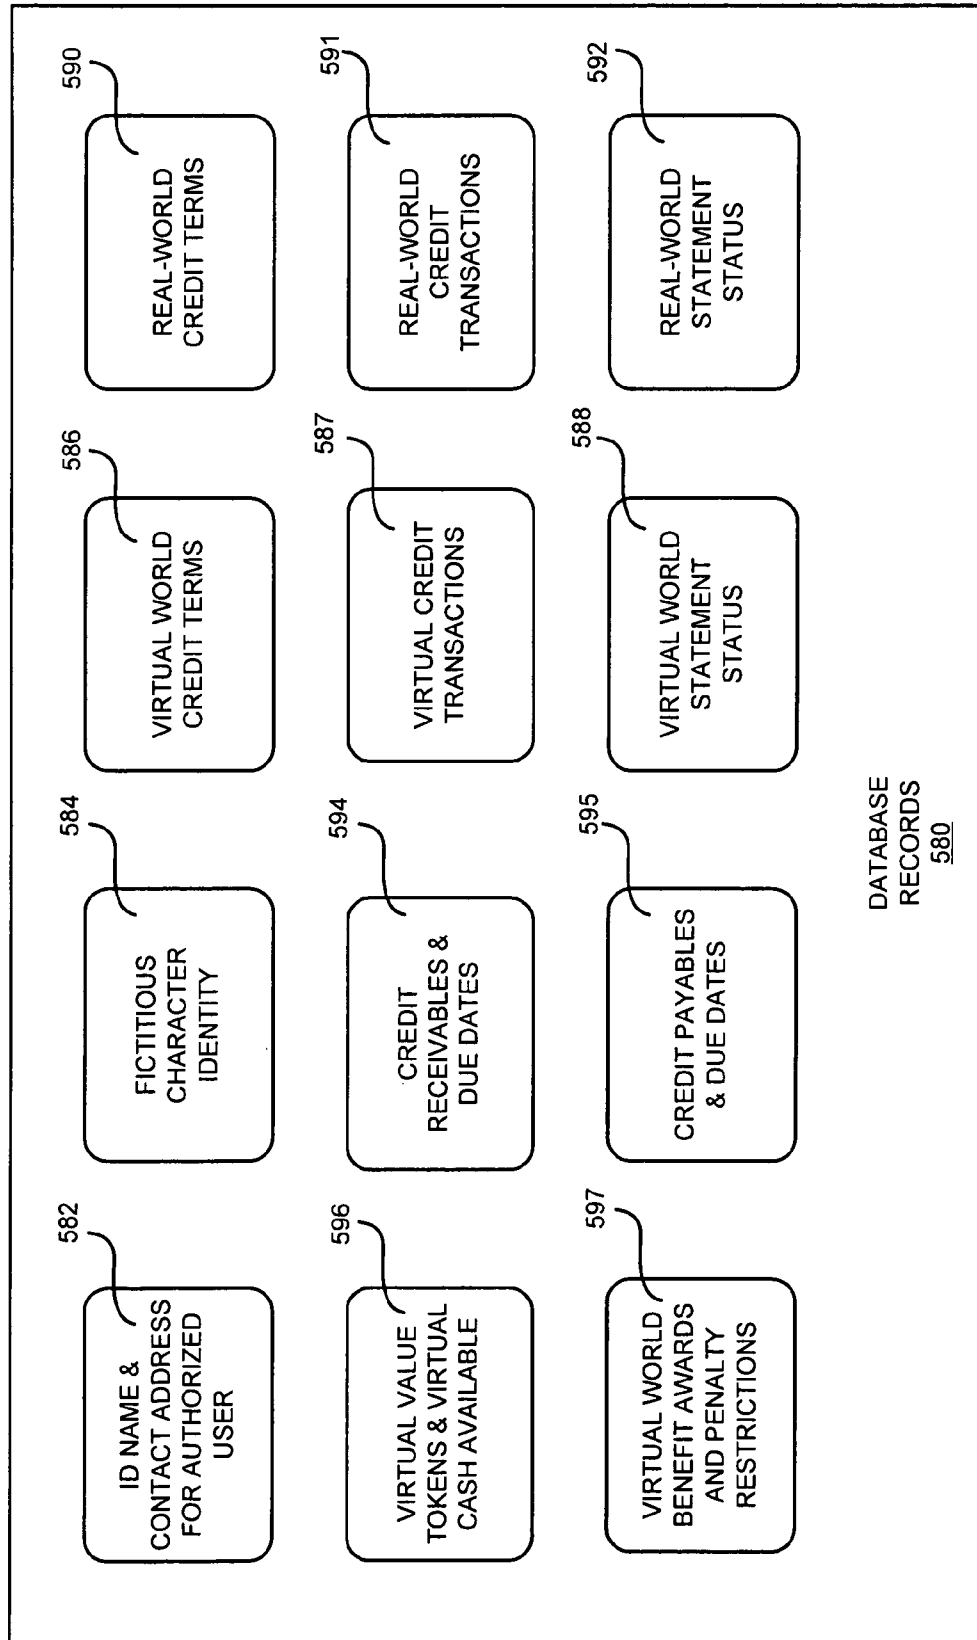 582
ID NAME &
CONTACT ADDRESS
FOR AUTHORIZED
USER
584
FICTITIOUS
CHARACTER
IDENTITY
586
VIRTUAL WORLD
CREDIT TERMS
590
REAL-WORLD
CREDIT TERMS
596
VIRTUAL VALUE
TOKENS & VIRTUAL
CASH AVAILABLE
594
CREDIT
RECEIVABLES &
DUE DATES
587
VIRTUAL CREDIT
TRANSACTIONS
591
REAL-WORLD
CREDIT
TRANSACTIONS
597
VIRTUAL WORLD
BENEFIT AWARDS
AND PENALTY
RESTRICTIONS
595
CREDIT PAYABLES
& DUE DATES
588
VIRTUAL WORLD
STATEMENT
STATUS
592
REAL-WORLD
STATEMENT
STATUS
DATABASE
RECORDS
580